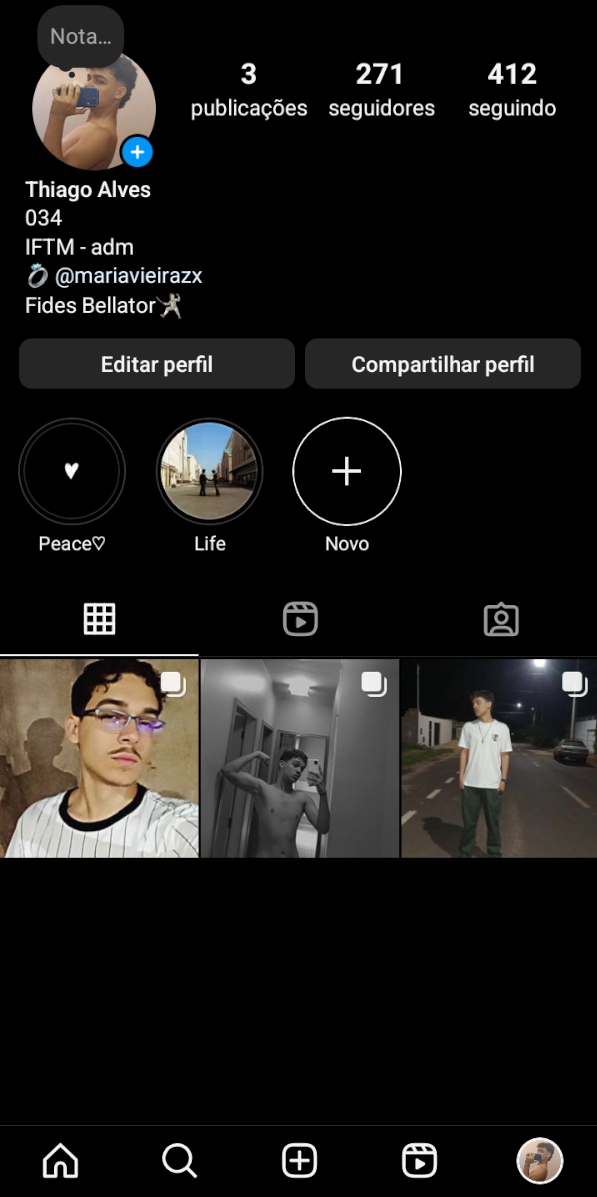 Nota...
3
271
412
publicações
seguidores
seguindo
Thiago Alves
034
IFTM - adm
💍 @mariavieirazx
Fides Bellator🤺
Editar perfil
Compartilhar perfil
Peace♡
Life
Novo